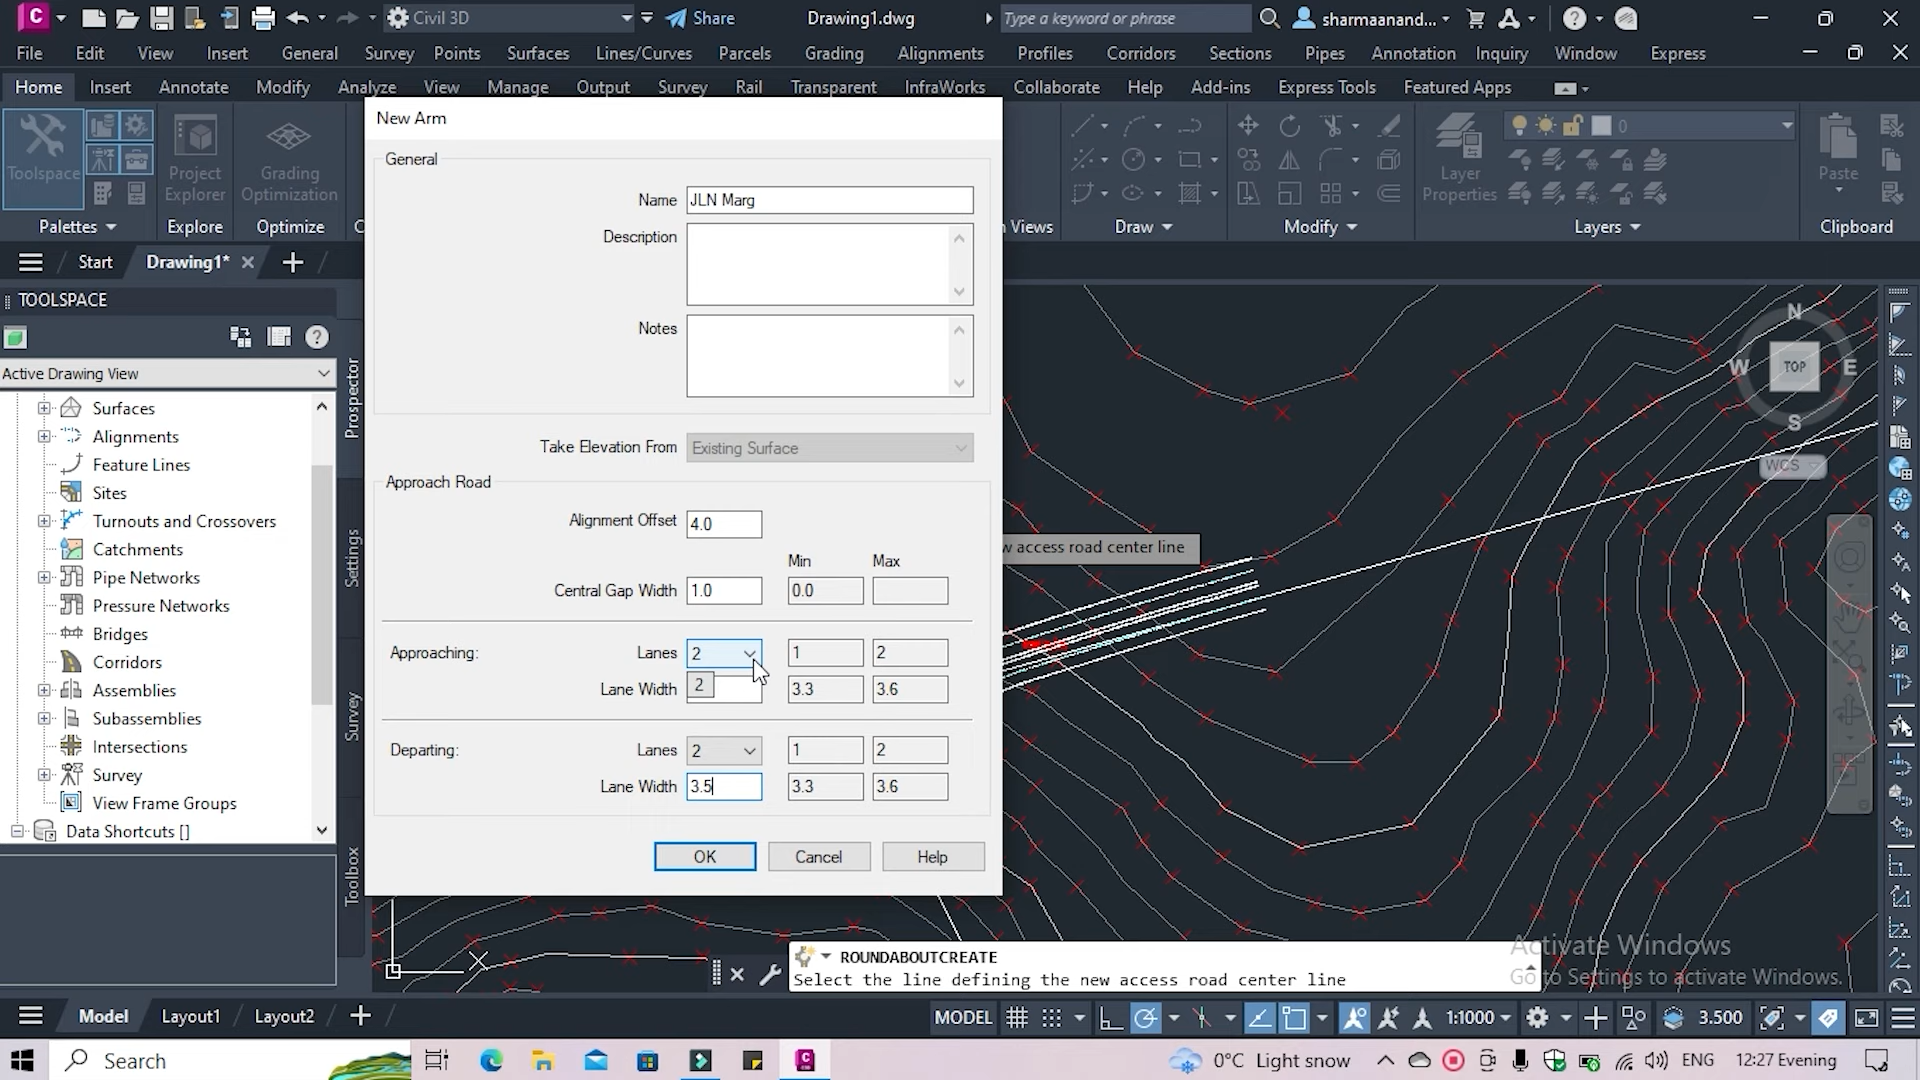 Civil 3D
Share
Drawing1.dwg
Type a keyword or phrase
sharmaanand...
File Edit View Insert General Survey Points Surfaces Lines/Curves Parcels Grading Alignments Profiles Corridors Sections Pipes Annotation Inquiry Window Express
Home Insert Annotate Modify Analyze View Manage Output Survey Rail Transparent InfraWorks Collaborate Help Add-ins Express Tools Featured Apps
Toolspace
Project
Explorer
Grading
Optimization
Layer
Properties
0
Paste
Palettes
Explore
Optimize
n Views
Draw
Modify
Layers
Clipboard
Start
Drawing1*
TOOLSPACE
Active Drawing View
Surfaces
Alignments
Feature Lines
Sites
Turnouts and Crossovers
Catchments
Pipe Networks
Pressure Networks
Bridges
Corridors
Assemblies
Subassemblies
Intersections
Survey
View Frame Groups
Data Shortcuts []
Prospector
Settings
Survey
Toolbox
New Arm
General
Name JLN Marg
Description
Notes
Take Elevation From Existing Surface
Approach Road
Alignment Offset 4.0
Min Max
Central Gap Width 1.0 0.0
Approaching: Lanes 2 1 2
Lane Width 2 3.3 3.6
Departing: Lanes 2 1 2
Lane Width 3.5 3.3 3.6
OK Cancel Help
w access road center line
N
W TOP E
S
WCS
ROUNDABOUTCREATE
Select the line defining the new access road center line
Activate Windows
Go to Settings to activate Windows.
Model Layout1 Layout2
MODEL
1:1000
3.500
Search
0°C Light snow
ENG
12:27 Evening